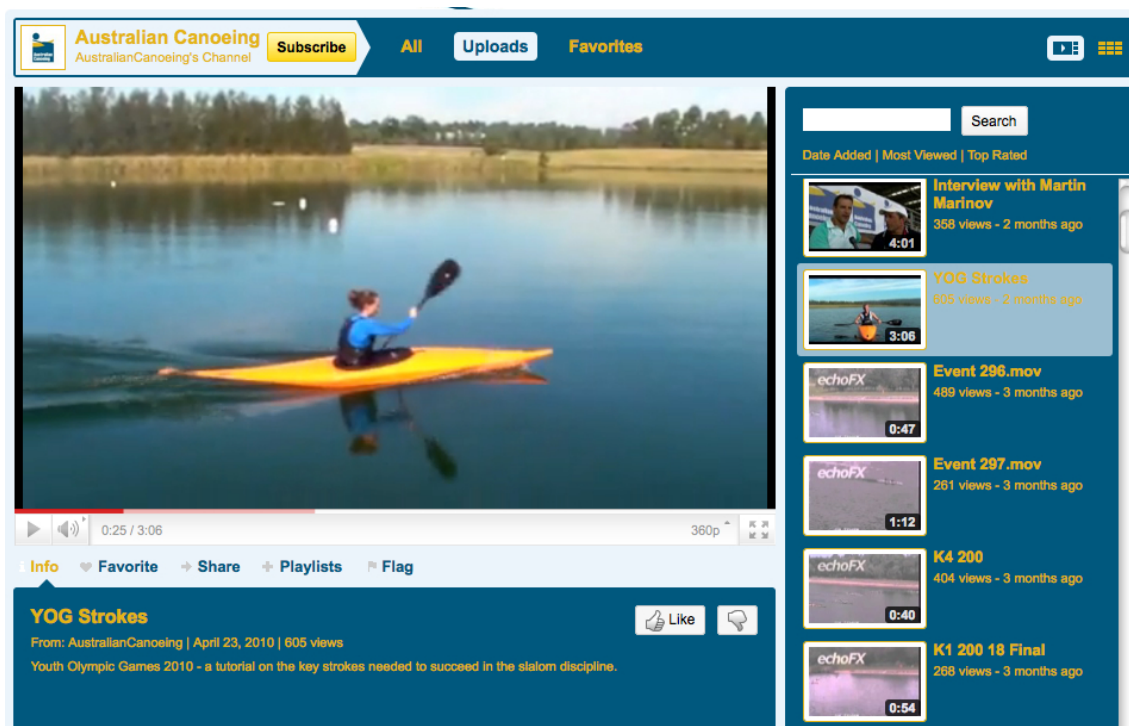 Australian Canoeing
AustralianCanoeing's Channel
Subscribe
All
Uploads
Favorites
Search
Date Added | Most Viewed | Top Rated
Interview with Martin
Marinov
358 views - 2 months ago
4:01
YOG Strokes
605 views - 2 months ago
3:06
Event 296.mov
489 views - 3 months ago
echoFX
0:47
Event 297.mov
261 views - 3 months ago
echoFX
1:12
K4 200
404 views - 3 months ago
echoFX
0:40
K1 200 18 Final
268 views - 3 months ago
echoFX
0:54
0:25 / 3:06
360p
Info
Favorite
Share
Playlists
Flag
YOG Strokes
Like
From: AustralianCanoeing | April 23, 2010 | 605 views
Youth Olympic Games 2010 - a tutorial on the key strokes needed to succeed in the slalom discipline.